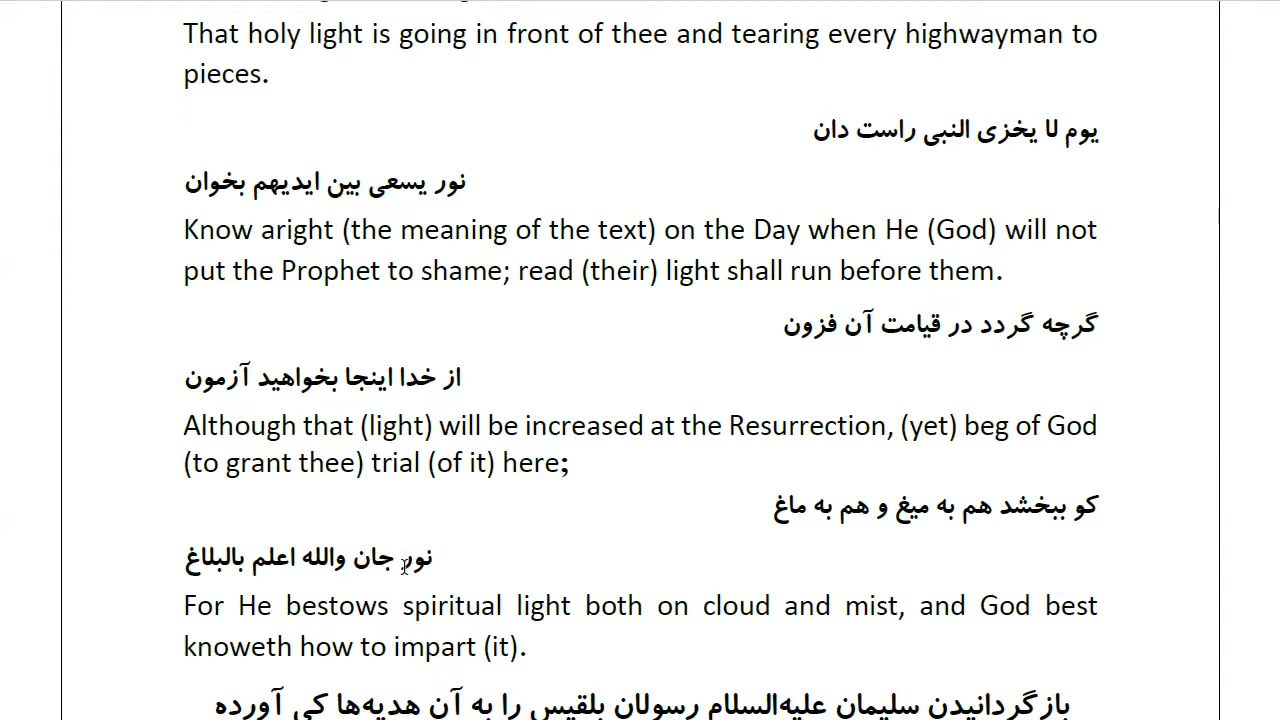 That holy light is going in front of thee and tearing every highwayman to
pieces.
یوم لا یخزی النبی راست دان
نور یسعی بین ایدیهم بخوان
Know aright (the meaning of the text) on the Day when He (God) will not
put the Prophet to shame; read (their) light shall run before them.
گرچه گردد در قیامت آن فزون
از خدا اینجا بخواهید آزمون
Although that (light) will be increased at the Resurrection, (yet) beg of God
(to grant thee) trial (of it) here;
کو ببخشد هم به میغ و هم به ماغ
نور جان والله اعلم بالبلاغ
For He bestows spiritual light both on cloud and mist, and God best
knoweth how to impart (it).
بازگردانیدن سلیمان علیه‌السلام رسولان بلقیس را به آن هدیه‌ها کی آورده